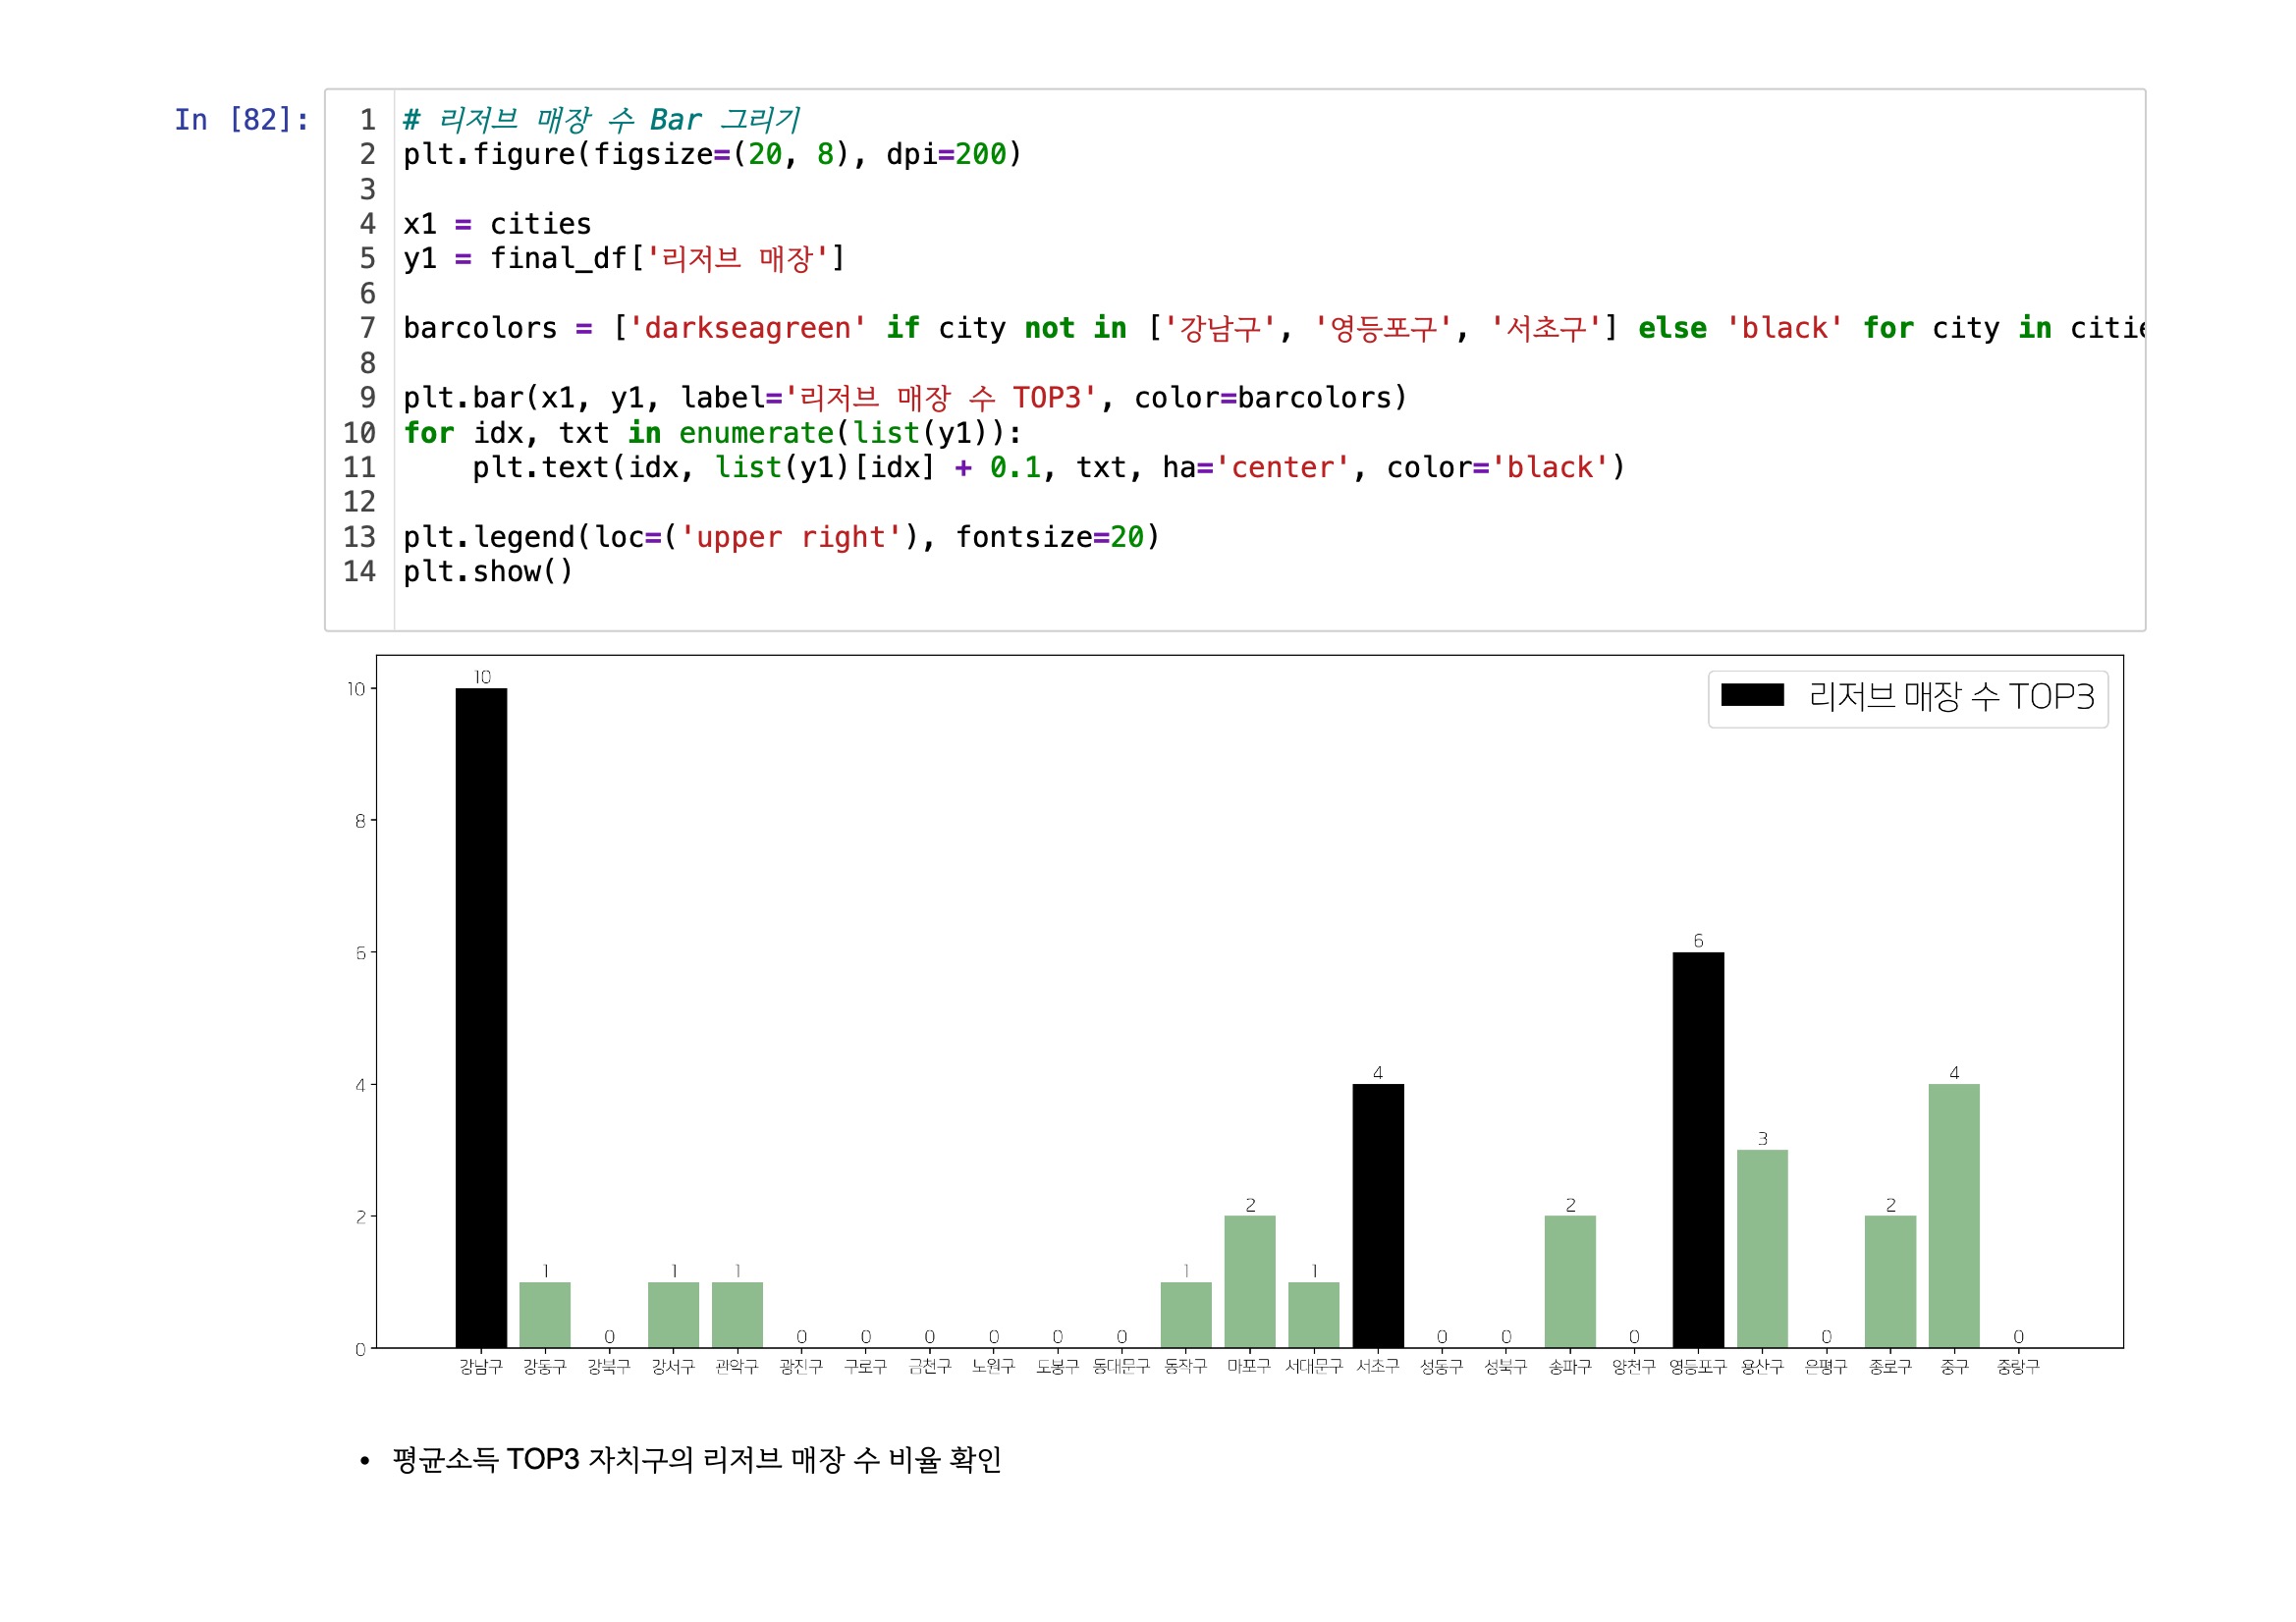 In [82]:
1 # 리저브 매장 수 Bar 그리기
2 plt.figure(figsize=(20, 8), dpi=200)
3
4 x1 = cities
5 y1 = final_df['리저브 매장']
6
7 barcolors = ['darkseagreen' if city not in ['강남구', '영등포구', '서초구'] else 'black' for city in citie
8
9 plt.bar(x1, y1, label='리저브 매장 수 TOP3', color=barcolors)
10 for idx, txt in enumerate(list(y1)):
11     plt.text(idx, list(y1)[idx] + 0.1, txt, ha='center', color='black')
12
13 plt.legend(loc=('upper right'), fontsize=20)
14 plt.show()
리저브 매장 수 TOP3
10
8
6
4
2
0
10 1 0 1 1 0 0 0 0 0 0 1 2 1 4 0 0 2 0 6 3 0 2 4 0
강남구 강동구 강북구 강서구 관악구 광진구 구로구 금천구 노원구 도봉구 동대문구 동작구 마포구 서대문구 서초구 성동구 성북구 송파구 양천구 영등포구 용산구 은평구 종로구 중구 중랑구
• 평균소득 TOP3 자치구의 리저브 매장 수 비율 확인